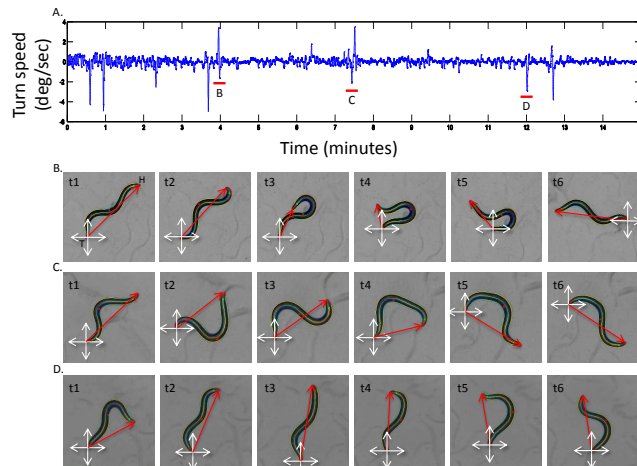 A.
Turn speed
(deg/sec)
4
2
0
-2
-4
-6
B
C
D
0 1 2 3 4 5 6 7 8 9 10 11 12 13 14
Time (minutes)
B.
t1 H t2 t3 t4 t5 t6
T
C.
t1 t2 t3 t4 t5 t6
D.
t1 t2 t3 t4 t5 t6